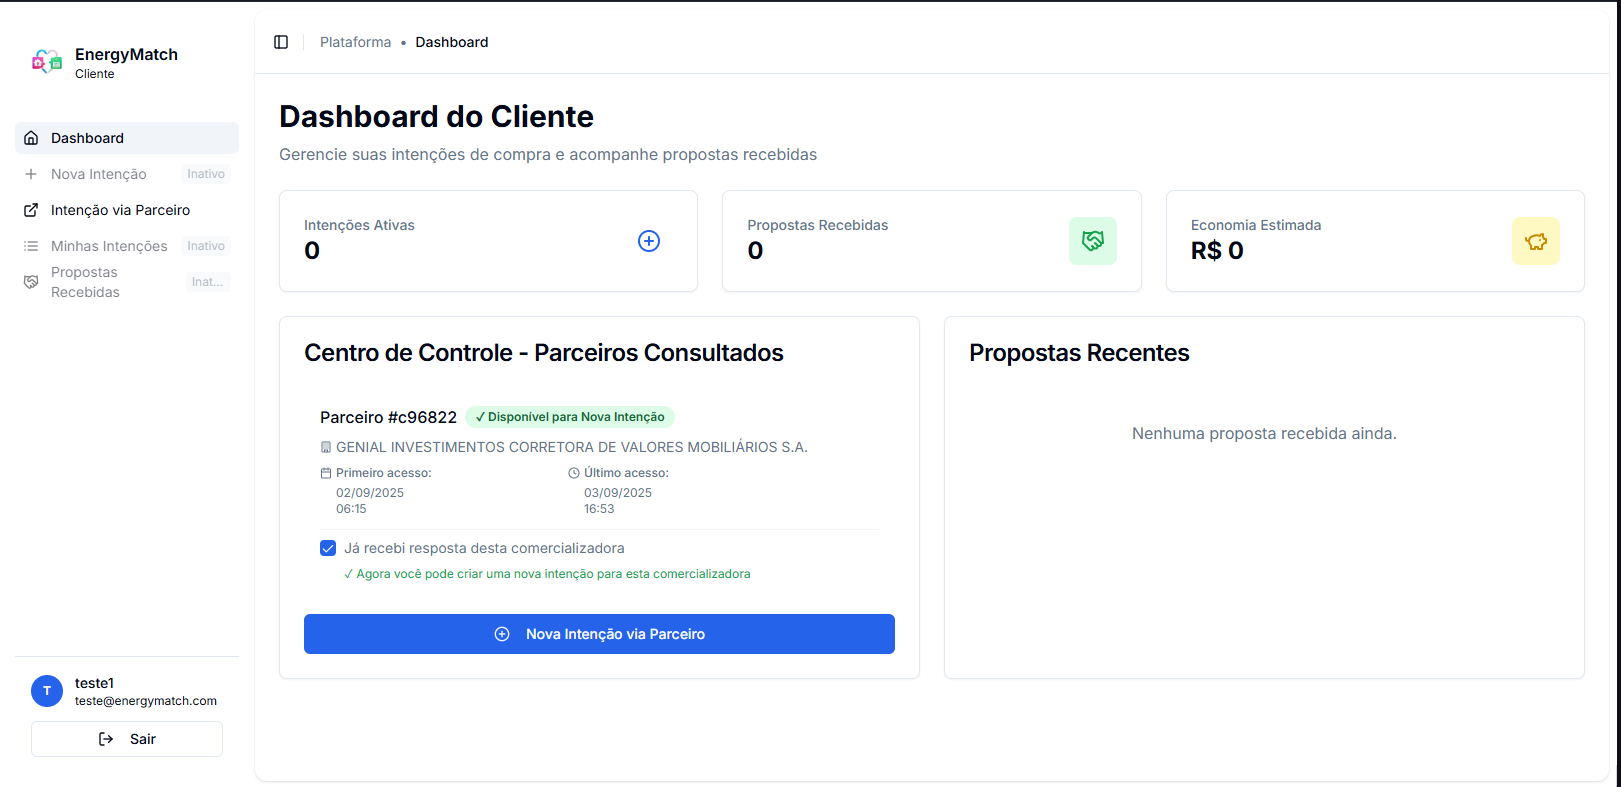 EnergyMatch
Cliente
Dashboard
Nova Intenção Inativo
Intenção via Parceiro
Minhas Intenções Inativo
Propostas
Recebidas Inat...
teste1
T
teste@energymatch.com
Sair
Plataforma • Dashboard
Dashboard do Cliente
Gerencie suas intenções de compra e acompanhe propostas recebidas
Intenções Ativas
0
Propostas Recebidas
0
Economia Estimada
R$ 0
Centro de Controle - Parceiros Consultados
Parceiro #c96822 ✓ Disponível para Nova Intenção
GENIAL INVESTIMENTOS CORRETORA DE VALORES MOBILIÁRIOS S.A.
Primeiro acesso:
02/09/2025
06:15
Último acesso:
03/09/2025
16:53
Já recebi resposta desta comercializadora
✓ Agora você pode criar uma nova intenção para esta comercializadora
Nova Intenção via Parceiro
Propostas Recentes
Nenhuma proposta recebida ainda.